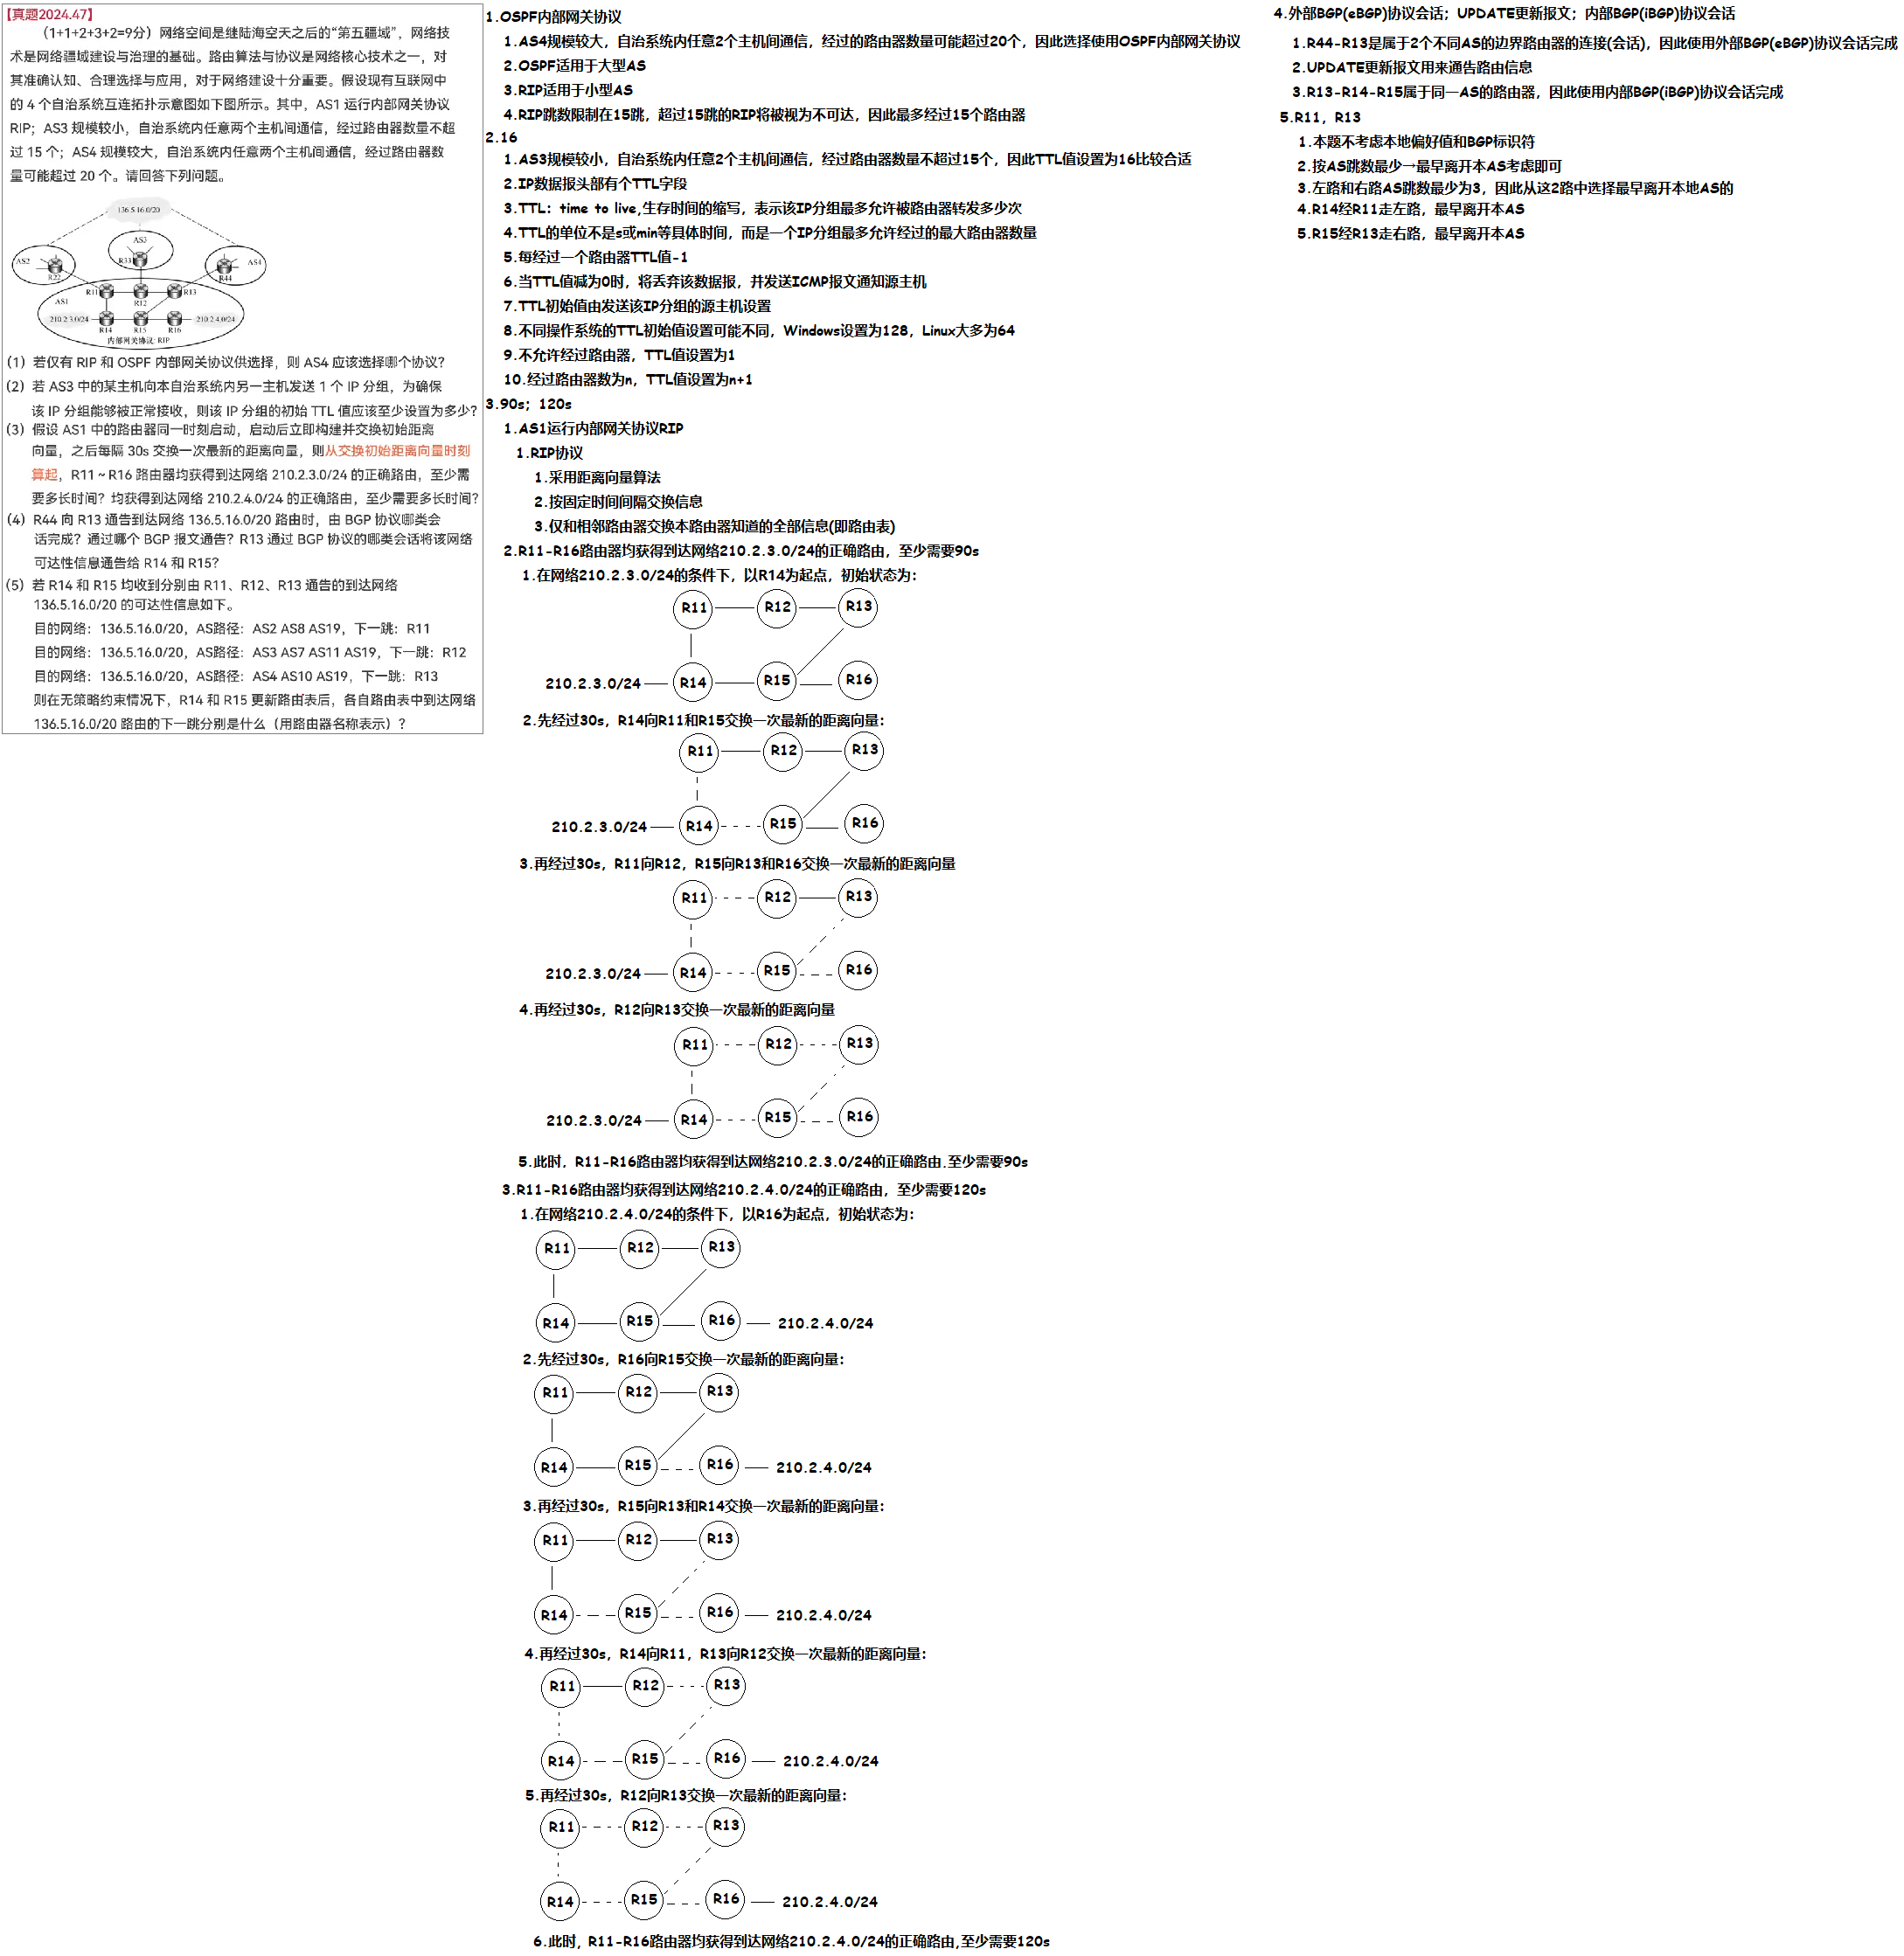 【真题2024.47】
（1+1+2+3+2=9分）网络空间是继陆海空天之后的“第五疆域”，网络技
术是网络疆域建设与治理的基础。路由算法与协议是网络核心技术之一，对
其准确认知、合理选择与应用，对于网络建设十分重要。假设现有互联网中
的 4 个自治系统互连拓扑示意图如下图所示。其中，AS1 运行内部网关协议
RIP；AS3 规模较小，自治系统内任意两个主机间通信，经过路由器数量不超
过 15 个；AS4 规模较大，自治系统内任意两个主机间通信，经过路由器数
量可能超过 20 个。请回答下列问题。
136.5.16.0/20
AS3
R33
AS2
R22
AS4
R44
R11
R12
R13
AS1
210.2.3.0/24
210.2.4.0/24
R14
R15
R16
内部网关协议: RIP
（1）若仅有 RIP 和 OSPF 内部网关协议供选择，则 AS4 应该选择哪个协议？
（2）若 AS3 中的某主机向本自治系统内另一主机发送 1 个 IP 分组，为确保
该 IP 分组能够被正常接收，则该 IP 分组的初始 TTL 值应该至少设置为多少？
（3）假设 AS1 中的路由器同一时刻启动，启动后立即构建并交换初始距离
向量，之后每隔 30s 交换一次最新的距离向量，则从交换初始距离向量时刻
算起，R11 ~ R16 路由器均获得到达网络 210.2.3.0/24 的正确路由，至少需
要多长时间？均获得到达网络 210.2.4.0/24 的正确路由，至少需要多长时间？
（4）R44 向 R13 通告到达网络 136.5.16.0/20 路由时，由 BGP 协议哪类会
话完成？通过哪个 BGP 报文通告？R13 通过 BGP 协议的哪类会话将该网络
可达性信息通告给 R14 和 R15？
（5）若 R14 和 R15 均收到分别由 R11、R12、R13 通告的到达网络
136.5.16.0/20 的可达性信息如下。
目的网络：136.5.16.0/20，AS路径：AS2 AS8 AS19，下一跳：R11
目的网络：136.5.16.0/20，AS路径：AS3 AS7 AS11 AS19，下一跳：R12
目的网络：136.5.16.0/20，AS路径：AS4 AS10 AS19，下一跳：R13
则在无策略约束情况下，R14 和 R15 更新路由表后，各自路由表中到达网络
136.5.16.0/20 路由的下一跳分别是什么（用路由器名称表示）？
1.OSPF内部网关协议
1.AS4规模较大，自治系统内任意2个主机间通信，经过的路由器数量可能超过20个，因此选择使用OSPF内部网关协议
2.OSPF适用于大型AS
3.RIP适用于小型AS
4.RIP跳数限制在15跳，超过15跳的RIP将被视为不可达，因此最多经过15个路由器
2.16
1.AS3规模较小，自治系统内任意2个主机间通信，经过路由器数量不超过15个，因此TTL值设置为16比较合适
2.IP数据报头部有个TTL字段
3.TTL：time to live,生存时间的缩写，表示该IP分组最多允许被路由器转发多少次
4.TTL的单位不是s或min等具体时间，而是一个IP分组最多允许经过的最大路由器数量
5.每经过一个路由器TTL值-1
6.当TTL值减为0时，将丢弃该数据报，并发送ICMP报文通知源主机
7.TTL初始值由发送该IP分组的源主机设置
8.不同操作系统的TTL初始值设置可能不同，Windows设置为128，Linux大多为64
9.不允许经过路由器，TTL值设置为1
10.经过路由器数为n，TTL值设置为n+1
3.90s；120s
1.AS1运行内部网关协议RIP
1.RIP协议
1.采用距离向量算法
2.按固定时间间隔交换信息
3.仅和相邻路由器交换本路由器知道的全部信息(即路由表)
2.R11-R16路由器均获得到达网络210.2.3.0/24的正确路由，至少需要90s
1.在网络210.2.3.0/24的条件下，以R14为起点，初始状态为：
R11 R12 R13
210.2.3.0/24 R14 R15 R16
2.先经过30s，R14向R11和R15交换一次最新的距离向量：
R11 R12 R13
210.2.3.0/24 R14 R15 R16
3.再经过30s，R11向R12，R15向R13和R16交换一次最新的距离向量
R11 R12 R13
210.2.3.0/24 R14 R15 R16
4.再经过30s，R12向R13交换一次最新的距离向量
R11 R12 R13
210.2.3.0/24 R14 R15 R16
5.此时，R11-R16路由器均获得到达网络210.2.3.0/24的正确路由,至少需要90s
3.R11-R16路由器均获得到达网络210.2.4.0/24的正确路由，至少需要120s
1.在网络210.2.4.0/24的条件下，以R16为起点，初始状态为：
R11 R12 R13
R14 R15 R16 210.2.4.0/24
2.先经过30s，R16向R15交换一次最新的距离向量：
R11 R12 R13
R14 R15 R16 210.2.4.0/24
3.再经过30s，R15向R13和R14交换一次最新的距离向量：
R11 R12 R13
R14 R15 R16 210.2.4.0/24
4.再经过30s，R14向R11，R13向R12交换一次最新的距离向量：
R11 R12 R13
R14 R15 R16 210.2.4.0/24
5.再经过30s，R12向R13交换一次最新的距离向量：
R11 R12 R13
R14 R15 R16 210.2.4.0/24
6.此时，R11-R16路由器均获得到达网络210.2.4.0/24的正确路由,至少需要120s
4.外部BGP(eBGP)协议会话；UPDATE更新报文；内部BGP(iBGP)协议会话
1.R44-R13是属于2个不同AS的边界路由器的连接(会话)，因此使用外部BGP(eBGP)协议会话完成
2.UPDATE更新报文用来通告路由信息
3.R13-R14-R15属于同一AS的路由器，因此使用内部BGP(iBGP)协议会话完成
5.R11，R13
1.本题不考虑本地偏好值和BGP标识符
2.按AS跳数最少→最早离开本AS考虑即可
3.左路和右路AS跳数最少为3，因此从这2路中选择最早离开本地AS的
4.R14经R11走左路，最早离开本AS
5.R15经R13走右路，最早离开本AS